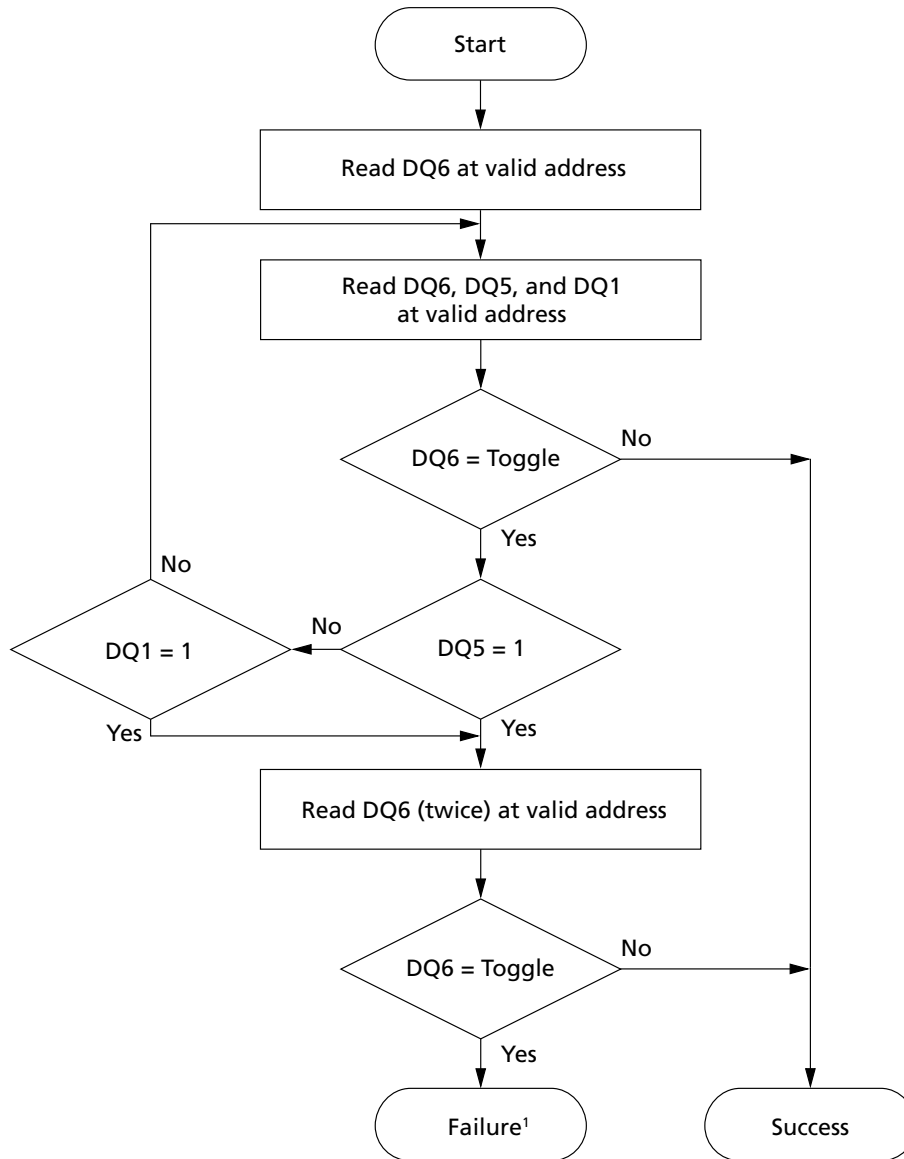 Start
Read DQ6 at valid address
Read DQ6, DQ5, and DQ1
at valid address
DQ6 = Toggle
No
Yes
No
DQ1 = 1
No
DQ5 = 1
Yes
Yes
Read DQ6 (twice) at valid address
DQ6 = Toggle
No
Yes
Failure¹
Success